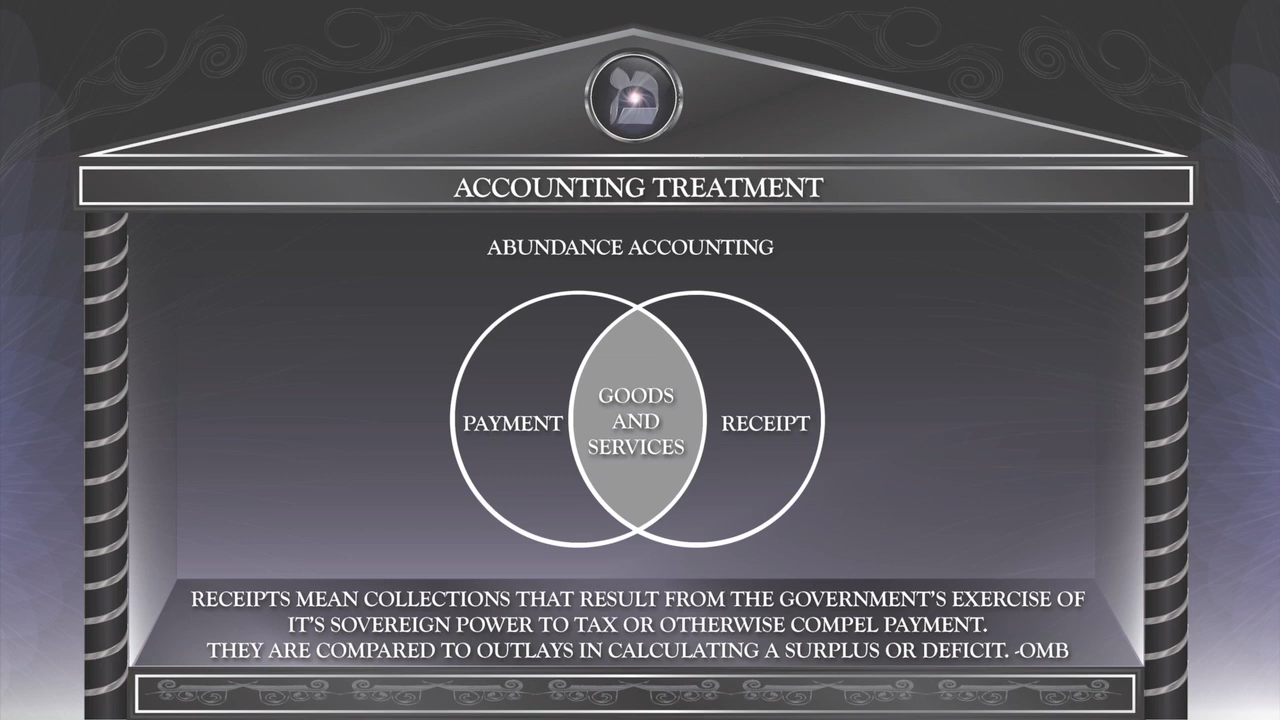 ACCOUNTING TREATMENT
ABUNDANCE ACCOUNTING
PAYMENT
GOODS
AND
SERVICES
RECEIPT
RECEIPTS MEAN COLLECTIONS THAT RESULT FROM THE GOVERNMENT'S EXERCISE OF
IT'S SOVEREIGN POWER TO TAX OR OTHERWISE COMPEL PAYMENT.
THEY ARE COMPARED TO OUTLAYS IN CALCULATING A SURPLUS OR DEFICIT. -OMB